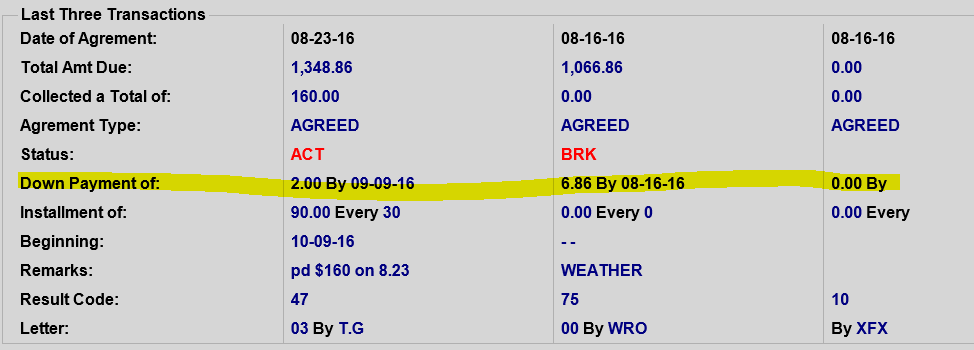 Last Three Transactions
Date of Agrement: 08-23-16 08-16-16 08-16-16
Total Amt Due: 1,348.86 1,066.86 0.00
Collected a Total of: 160.00 0.00 0.00
Agrement Type: AGREED AGREED AGREED
Status: ACT BRK
Down Payment of: 2.00 By 09-09-16 6.86 By 08-16-16 0.00 By
Installment of: 90.00 Every 30 0.00 Every 0 0.00 Every
Beginning: 10-09-16 - -
Remarks: pd $160 on 8.23 WEATHER
Result Code: 47 75 10
Letter: 03 By T.G 00 By WRO By XFX